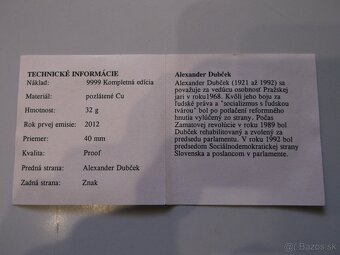 TECHNICKÉ INFORMÁCIE
Náklad: 9999 Kompletná edícia
Materiál: pozlátené Cu
Hmotnost: 32 g
Rok prvej emisie: 2012
Priemer: 40 mm
Kvalita: Proof
Predná strana: Alexander Dubček
Zadná strana: Znak
Alexander Dubček
Alexander Dubček (1921 až 1992) sa
považuje za vedúcu osobnost Pražskej
jari v roku1968. Kvôli jeho boju za
ľudské práva a "socializmus s ľudskou
tvárou" bol po potlačení reformného
hnutia vylúčený zo strany. Počas
Zamatovej revolúcie v roku 1989 bol
Dubček rehabilitovaný a zvolený za
predsedu parlamentu. V roku 1992 bol
predsedom Sociálnodemokratickej strany
Slovenska a poslancom v parlamente.
bazos.sk